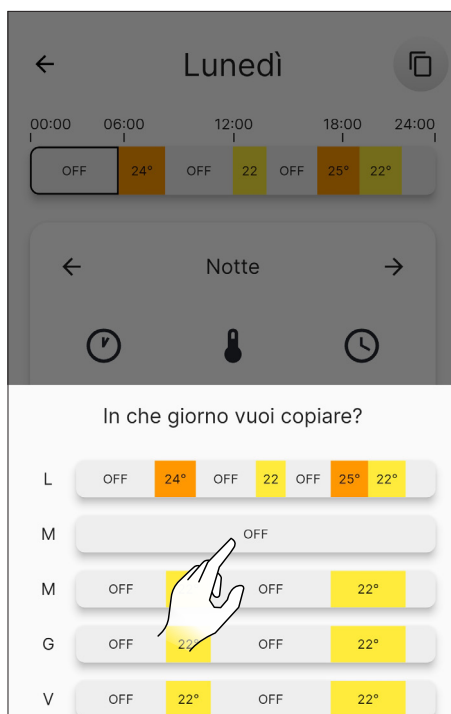 Lunedì
00:00 06:00 12:00 18:00 24:00
OFF 24° OFF 22 OFF 25° 22°
Notte
In che giorno vuoi copiare?
L OFF 24° OFF 22 OFF 25° 22°
M OFF
M OFF OFF 22°
G OFF 22° OFF 22°
V OFF 22° OFF 22°